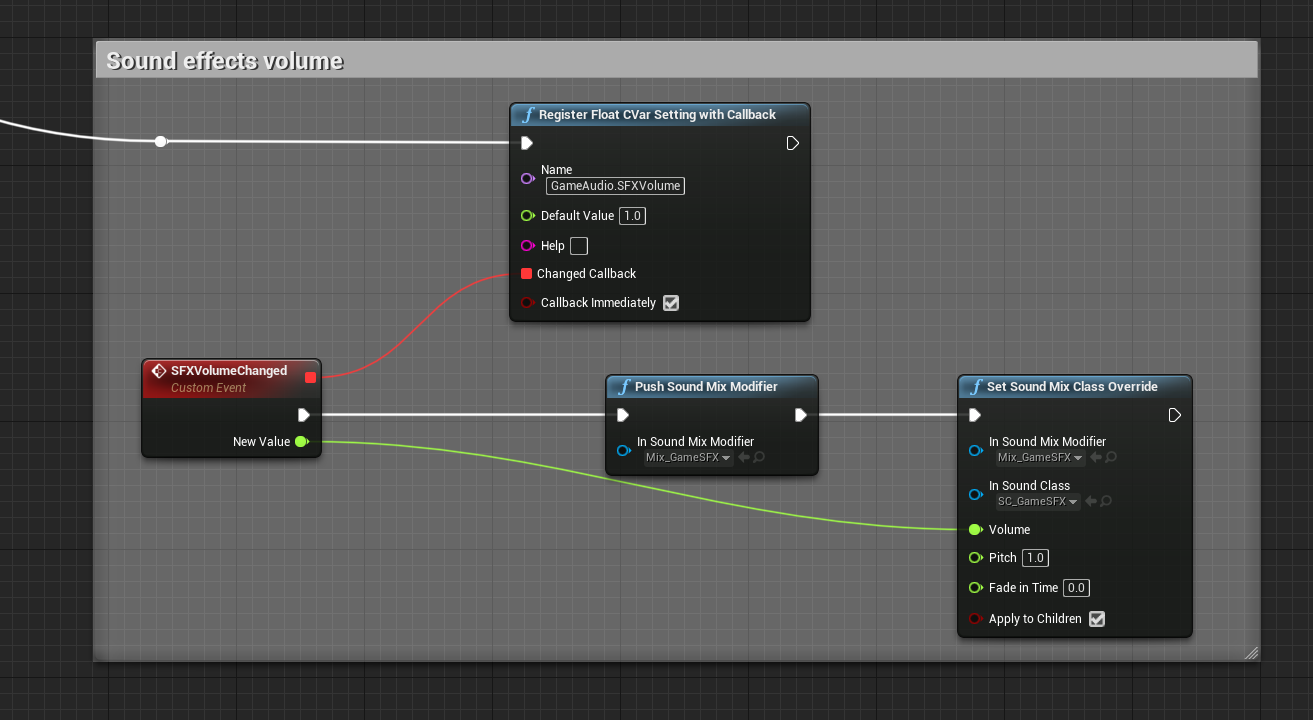 Sound effects volume
Register Float CVar Setting with Callback
Name
GameAudio.SFXVolume
Default Value 1.0
Help
Changed Callback
Callback Immediately
SFXVolumeChanged
Custom Event
New Value
Push Sound Mix Modifier
In Sound Mix Modifier
Mix_GameSFX
Set Sound Mix Class Override
In Sound Mix Modifier
Mix_GameSFX
In Sound Class
SC_GameSFX
Volume
Pitch 1.0
Fade in Time 0.0
Apply to Children